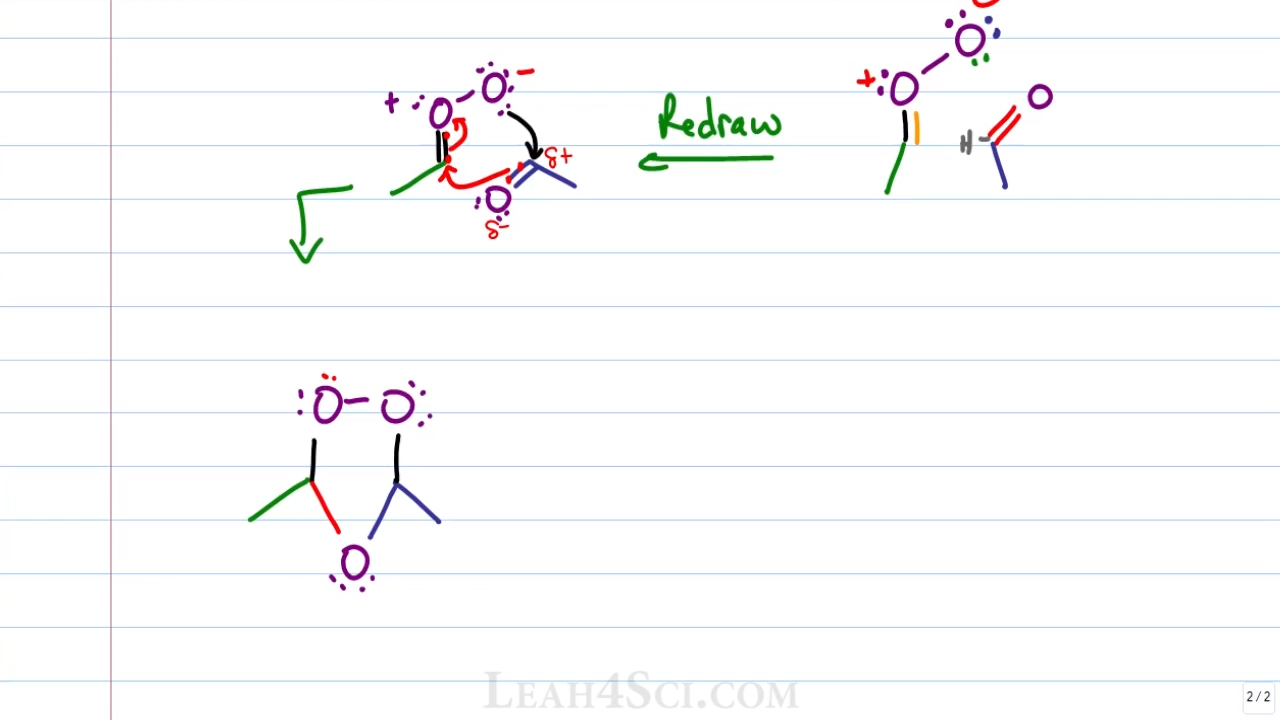 O
+ O
O −
+ O
O
H
Redraw
δ+
O
δ−
O O
O
LEAH4SCI.COM
2 / 2